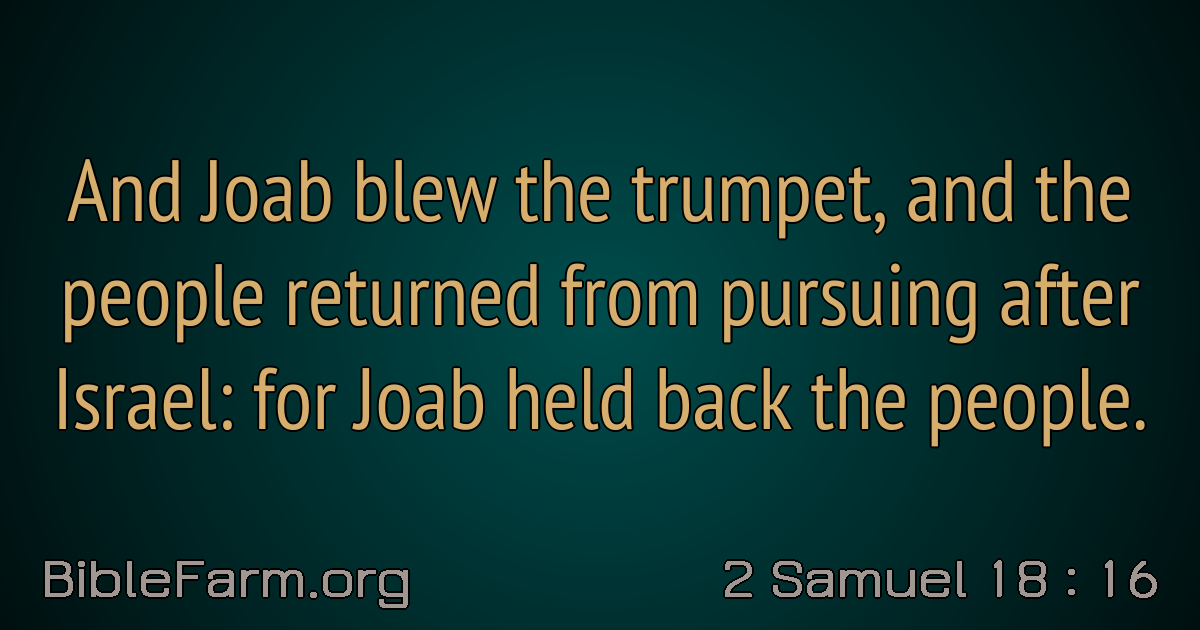 And Joab blew the trumpet, and the
people returned from pursuing after
Israel: for Joab held back the people.
BibleFarm.org
2 Samuel 18 : 16